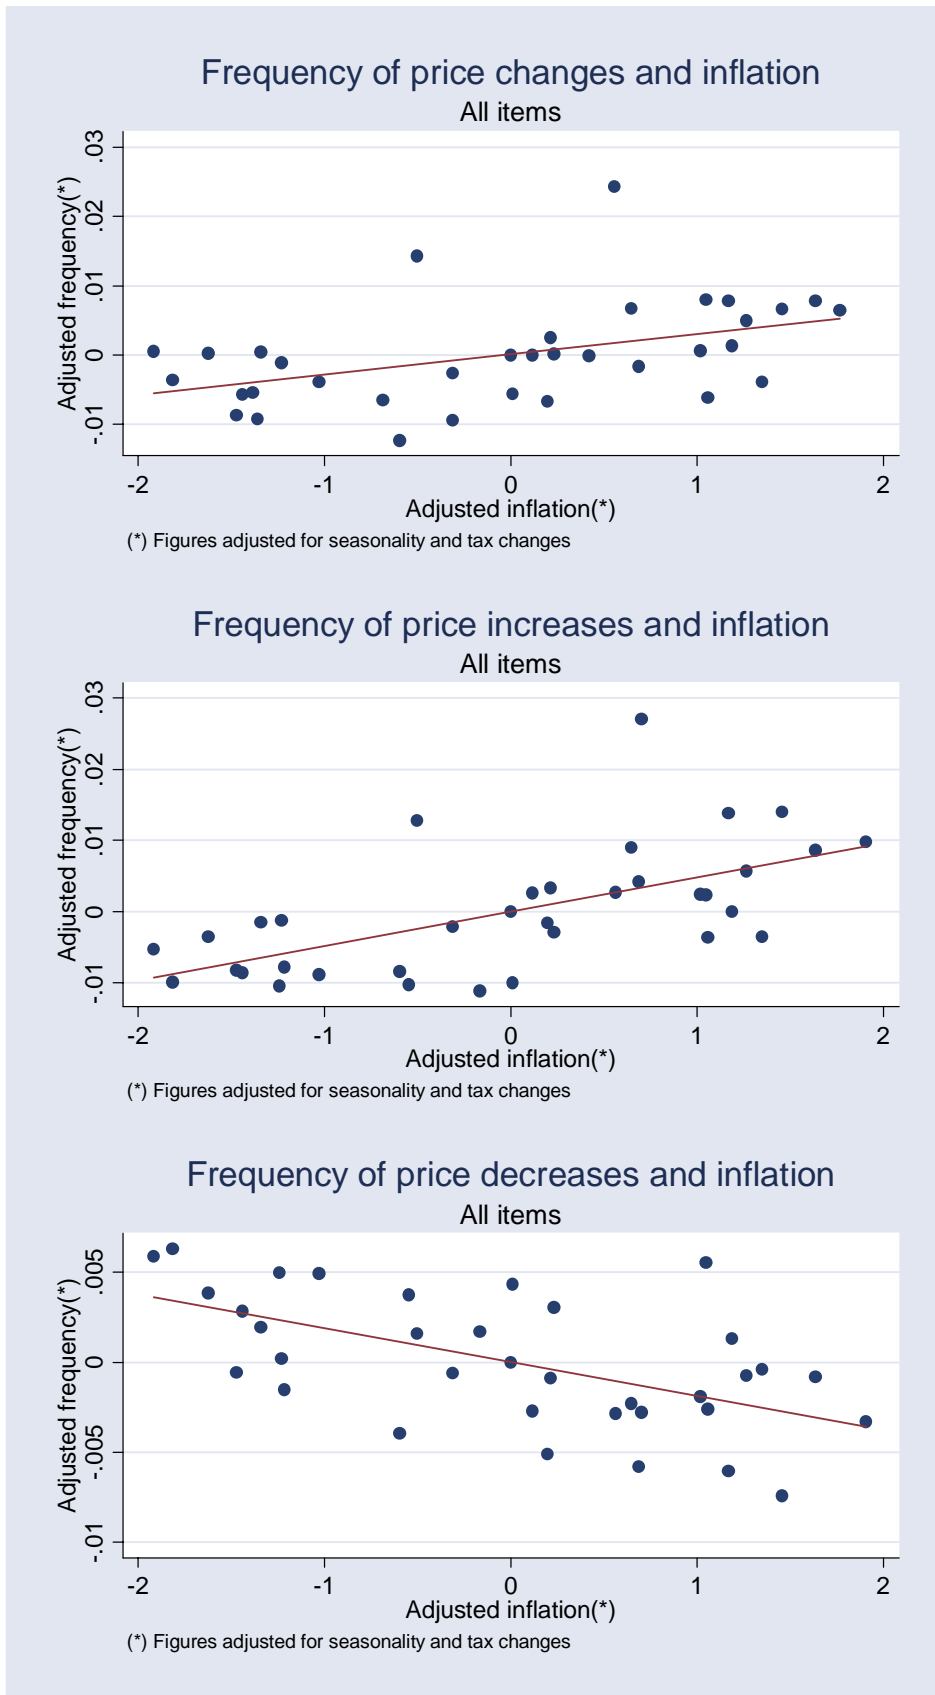 Frequency of price changes and inflation
All items
Adjusted frequency(*)
.03
.02
.01
0
-.01
-2 -1 0 1 2
Adjusted inflation(*)
(*) Figures adjusted for seasonality and tax changes
Frequency of price increases and inflation
All items
Adjusted frequency(*)
.03
.02
.01
0
-.01
-2 -1 0 1 2
Adjusted inflation(*)
(*) Figures adjusted for seasonality and tax changes
Frequency of price decreases and inflation
All items
Adjusted frequency(*)
.005
0
-.005
-.01
-2 -1 0 1 2
Adjusted inflation(*)
(*) Figures adjusted for seasonality and tax changes